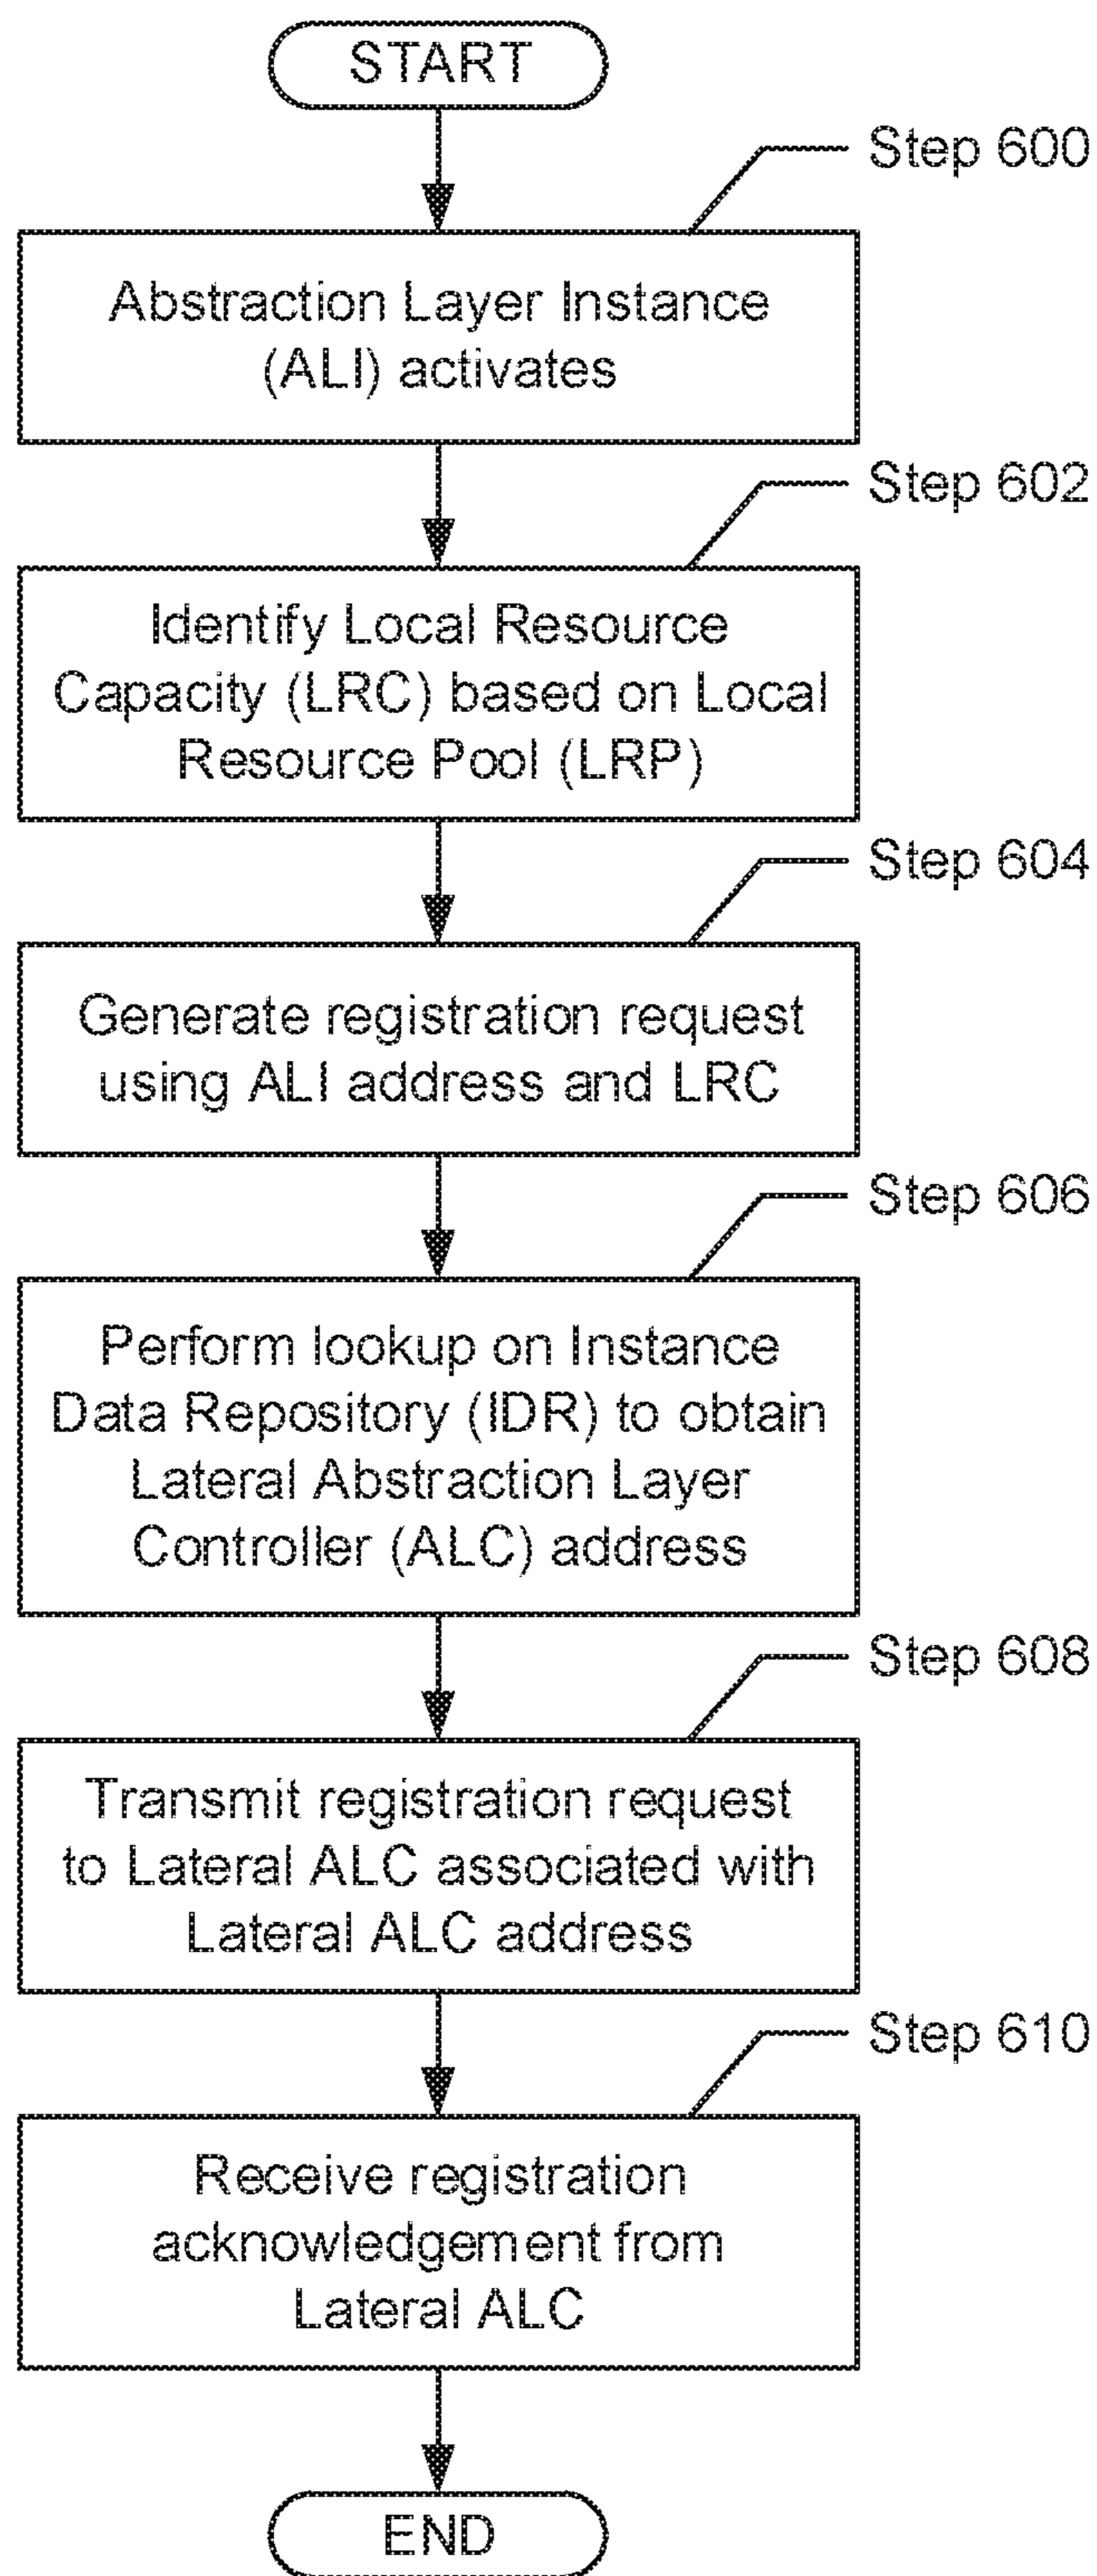 START
Step 600
Abstraction Layer Instance
(ALI) activates
Step 602
Identify Local Resource
Capacity (LRC) based on Local
Resource Pool (LRP)
Step 604
Generate registration request
using ALI address and LRC
Step 606
Perform lookup on Instance
Data Repository (IDR) to obtain
Lateral Abstraction Layer
Controller (ALC) address
Step 608
Transmit registration request
to Lateral ALC associated with
Lateral ALC address
Step 610
Receive registration
acknowledgement from
Lateral ALC
END